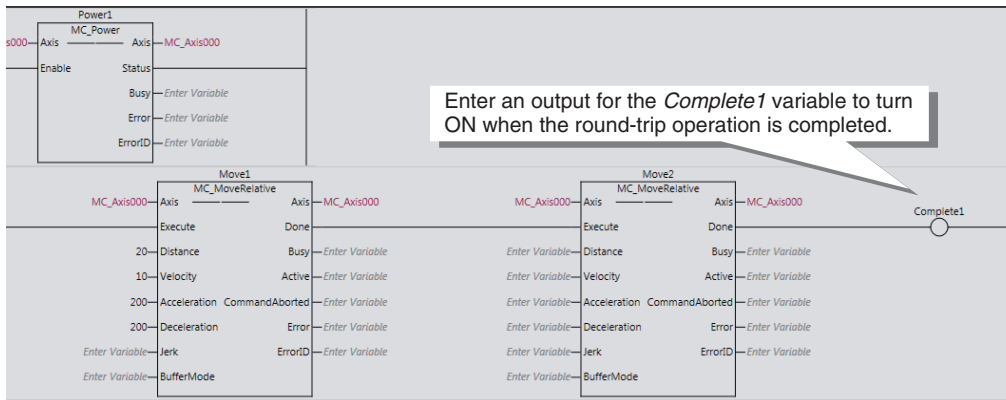 Power1
MC_Power
s000 Axis Axis MC_Axis000
Enable Status
Busy Enter Variable
Error Enter Variable
ErrorID Enter Variable
Enter an output for the Complete1 variable to turn
ON when the round-trip operation is completed.
Move1 Move2
MC_MoveRelative MC_MoveRelative
MC_Axis000 Axis Axis MC_Axis000 MC_Axis000 Axis Axis MC_Axis000
Complete1
Execute Done Execute Done
20 Distance Busy Enter Variable Enter Variable Distance Busy Enter Variable
10 Velocity Active Enter Variable Enter Variable Velocity Active Enter Variable
200 Acceleration CommandAborted Enter Variable Enter Variable Acceleration CommandAborted Enter Variable
200 Deceleration Error Enter Variable Enter Variable Deceleration Error Enter Variable
Enter Variable Jerk ErrorID Enter Variable Enter Variable Jerk ErrorID Enter Variable
Enter Variable BufferMode Enter Variable BufferMode